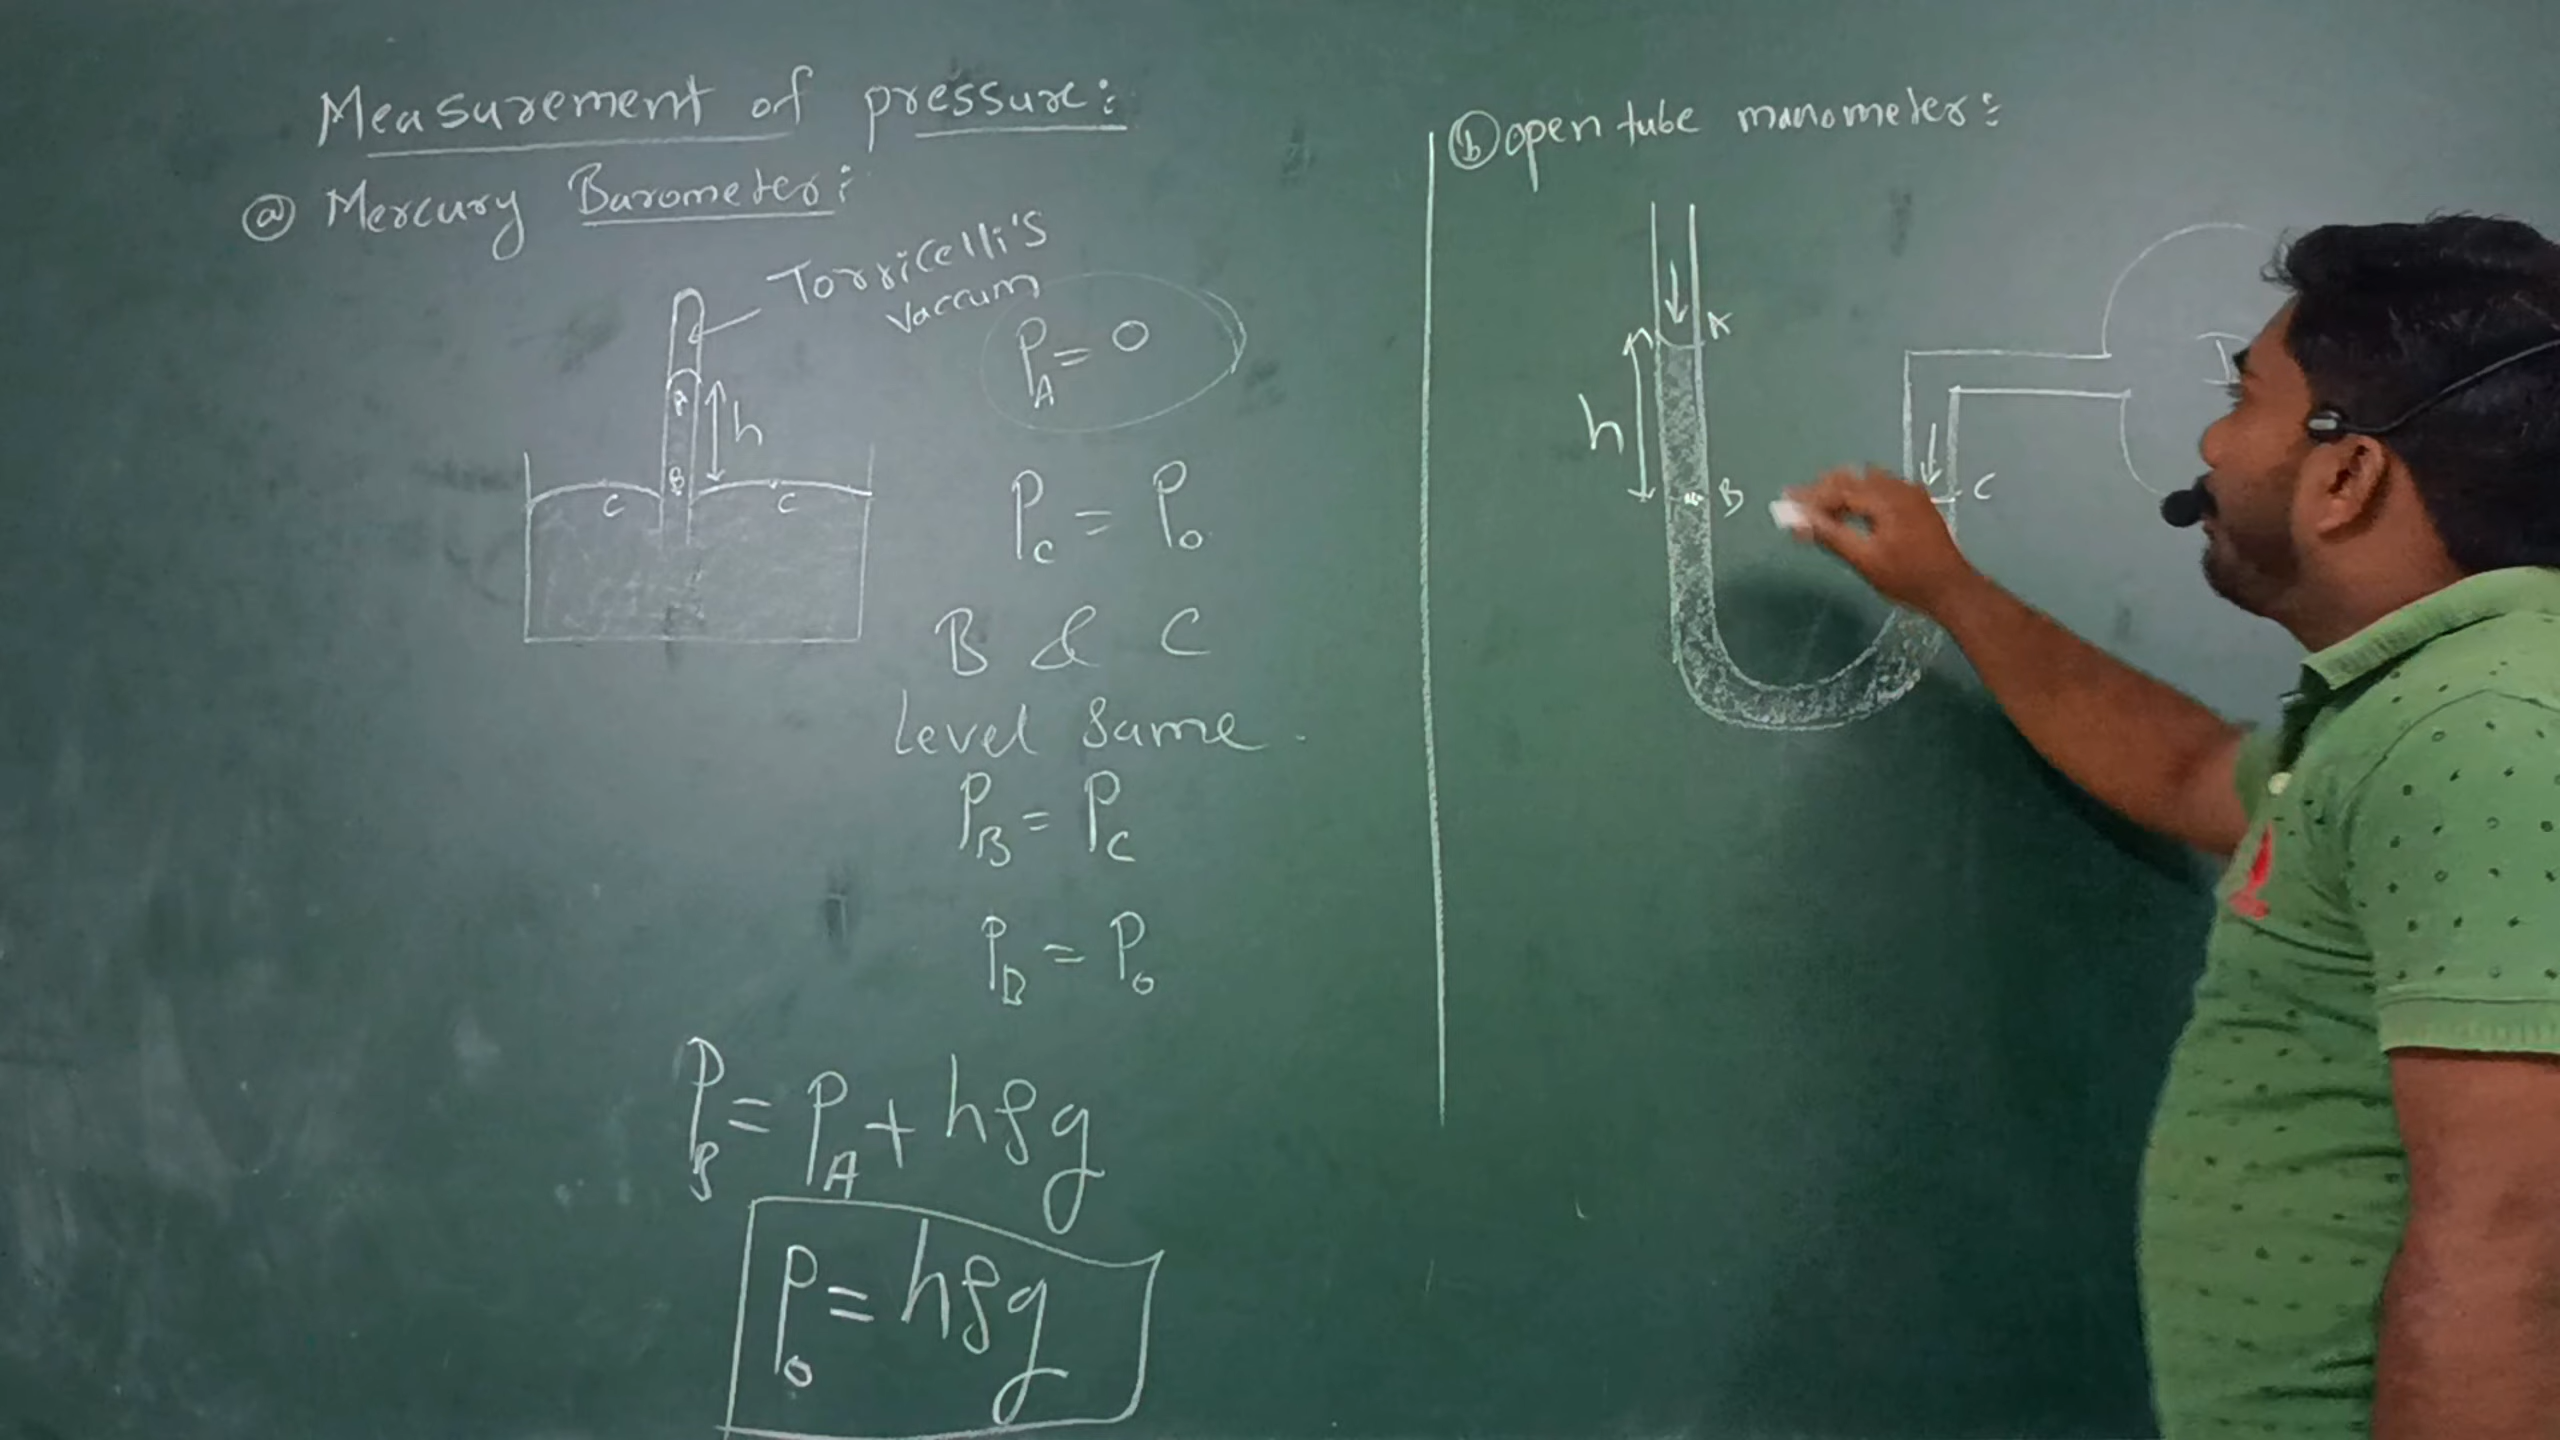 Measurement of pressure:
ⓐ Mercury Barometer:
Torricelli's
Vaccum
P_A = 0
A
h
B
C
C
P_C = P_0
B & C
Level Same.
P_B = P_C
P_B = P_0
P_B = P_A + hρg
P_0 = hρg
ⓑ open tube manometer:
A
h
B
C